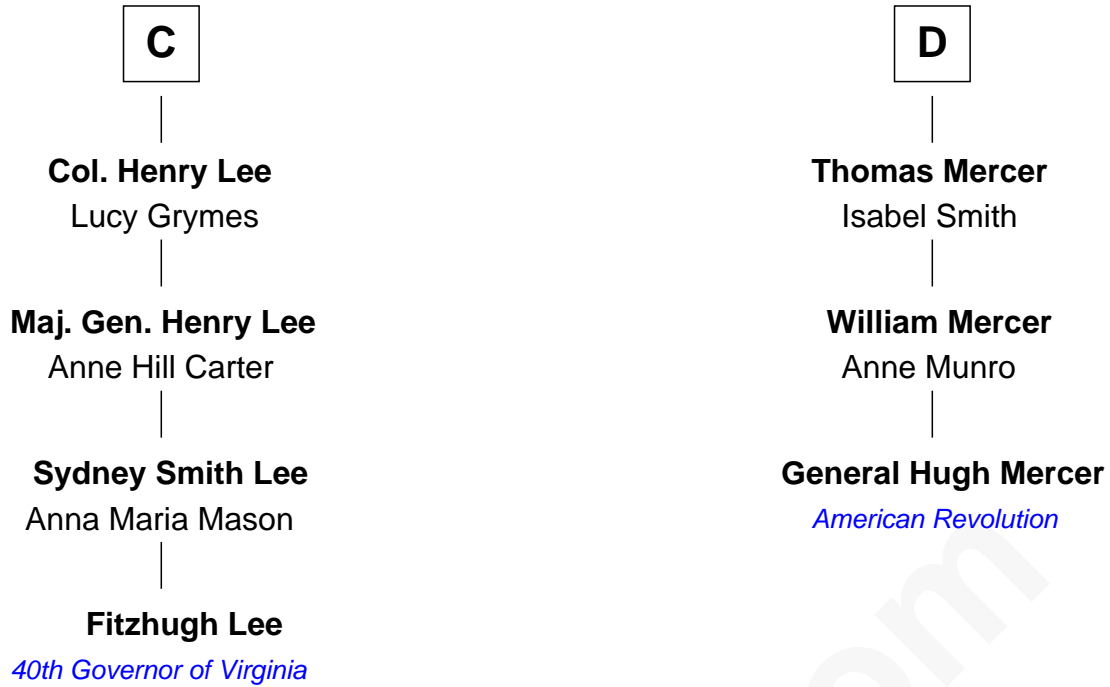 C
Col. Henry Lee
Lucy Grymes
Maj. Gen. Henry Lee
Anne Hill Carter
Sydney Smith Lee
Anna Maria Mason
Fitzhugh Lee
40th Governor of Virginia
D
Thomas Mercer
Isabel Smith
William Mercer
Anne Munro
General Hugh Mercer
American Revolution
om